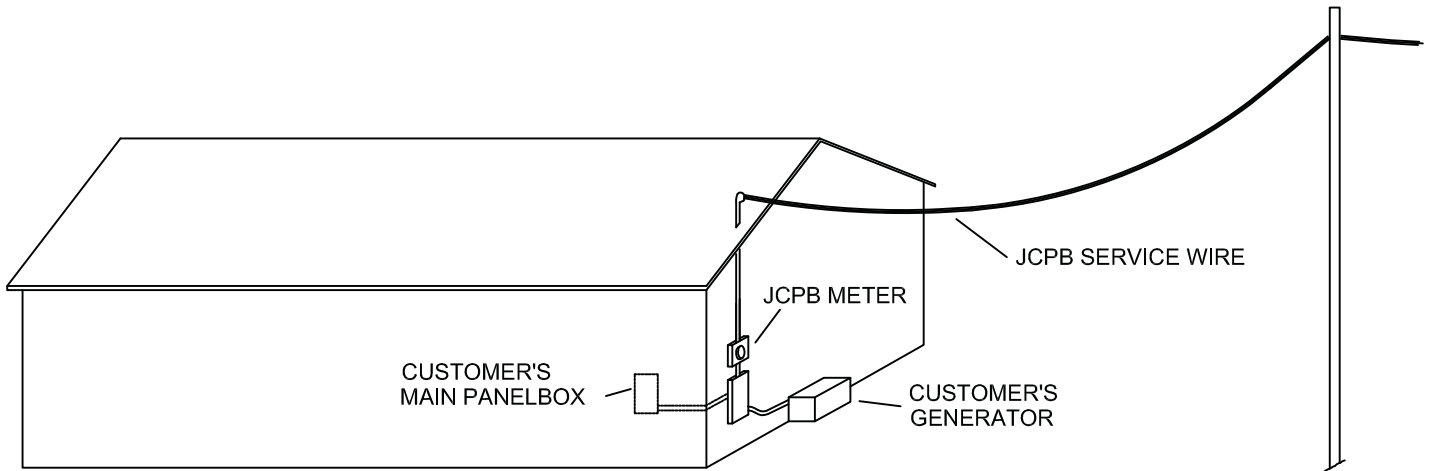 JCPB SERVICE WIRE
JCPB METER
CUSTOMER'S
MAIN PANELBOX
CUSTOMER'S
GENERATOR